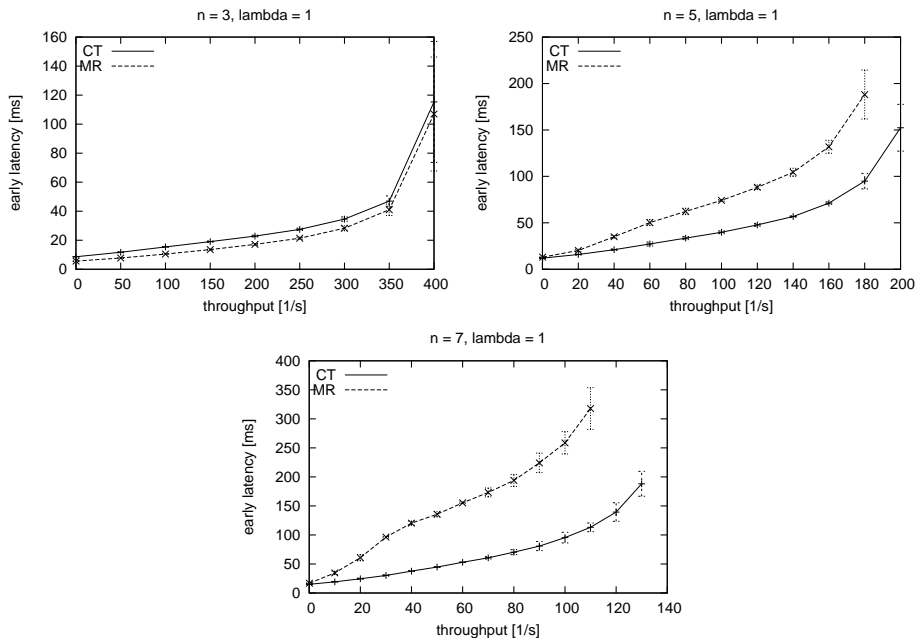 n = 3, lambda = 1
160
140
120
100
80
60
40
20
0
CT
MR
early latency [ms]
0 50 100 150 200 250 300 350 400
throughput [1/s]
n = 5, lambda = 1
250
200
150
100
50
0
CT
MR
early latency [ms]
0 20 40 60 80 100 120 140 160 180 200
throughput [1/s]
n = 7, lambda = 1
400
350
300
250
200
150
100
50
0
CT
MR
early latency [ms]
0 20 40 60 80 100 120 140
throughput [1/s]